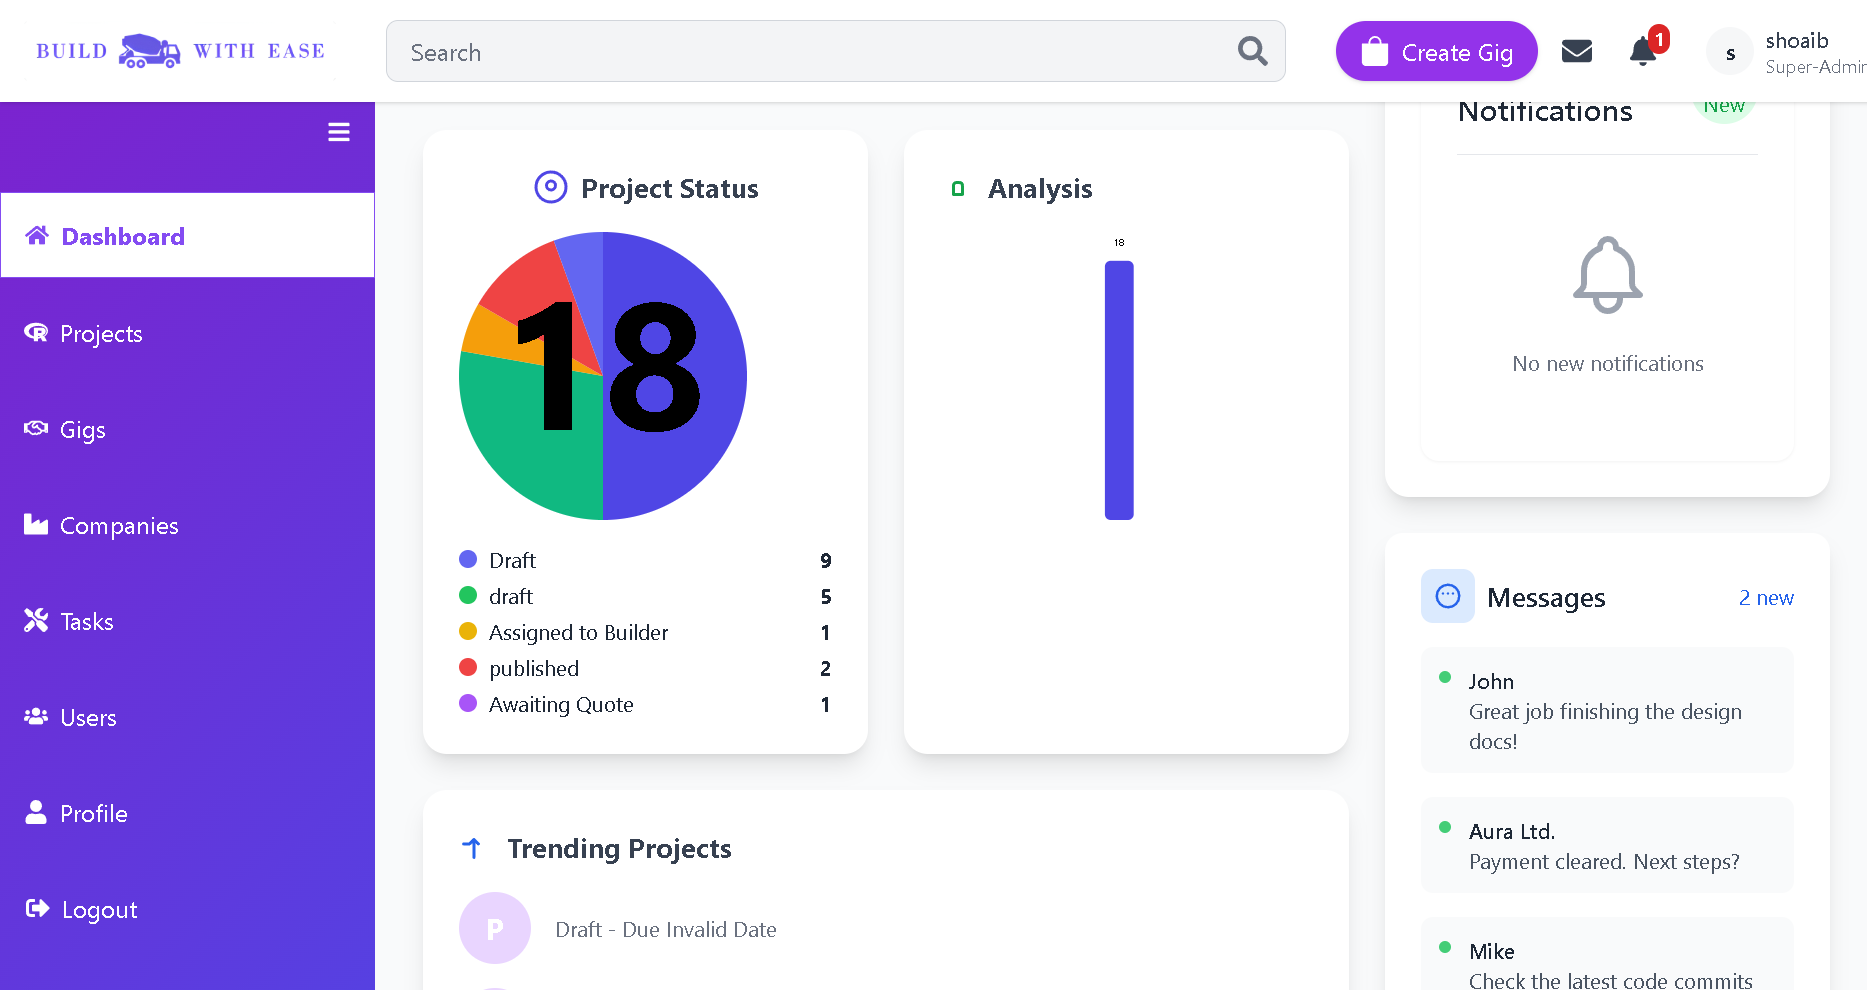 BUILD WITH EASE
Search
Create Gig
1
s
shoaib
Super-Admin
Dashboard
Projects
Gigs
Companies
Tasks
Users
Profile
Logout
Project Status
18
Draft 9
draft 5
Assigned to Builder 1
published 2
Awaiting Quote 1
Analysis
18
Trending Projects
P
Draft - Due Invalid Date
Notifications
New
No new notifications
Messages
2 new
John
Great job finishing the design
docs!
Aura Ltd.
Payment cleared. Next steps?
Mike
Check the latest code commits